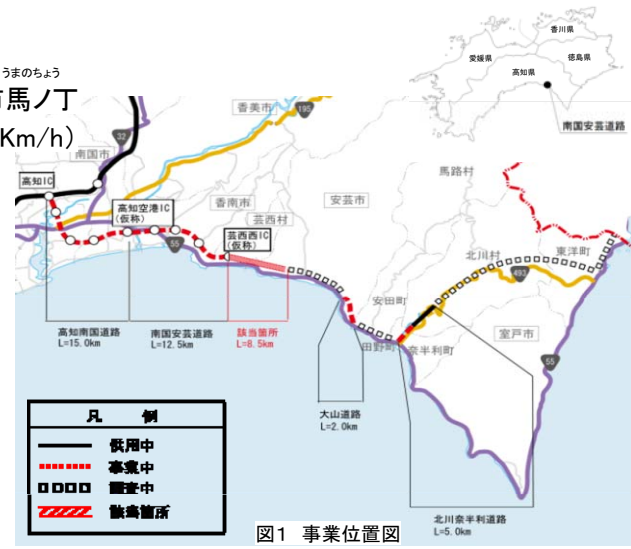 うまのちょう
市馬ノ丁
Km/h)
愛媛県
香川県
徳島県
高知県
南国安芸道路
195
香美市
32
南国市
高知IC
高知空港IC
(仮称)
香南市
芸西村
芸西西IC
(仮称)
55
安芸市
馬路村
北川村
東洋町
493
安田町
田野町
奈半利町
室戸市
55
高知南国道路
L=15.0km
南国安芸道路
L=12.5km
該当箇所
L=8.5km
大山道路
L=2.0km
北川奈半利道路
L=5.0km
凡 例
供用中
事業中
調査中
該当箇所
図1 事業位置図